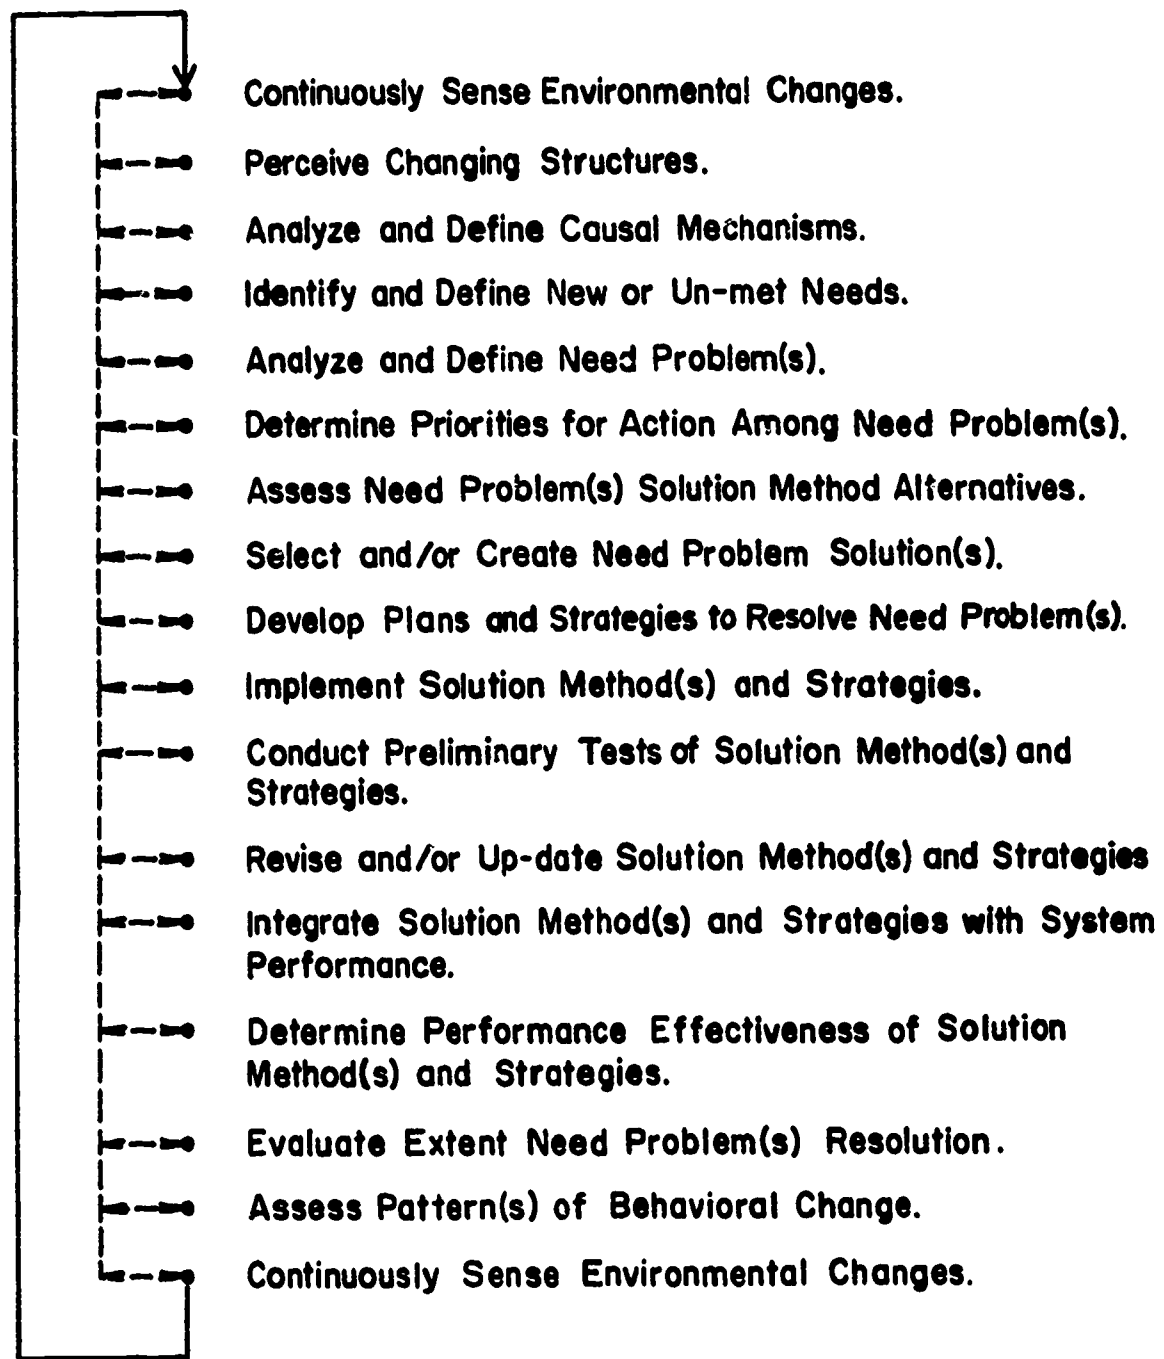 Continuously Sense Environmental Changes.
Perceive Changing Structures.
Analyze and Define Causal Mechanisms.
Identify and Define New or Un-met Needs.
Analyze and Define Need Problem(s).
Determine Priorities for Action Among Need Problem(s).
Assess Need Problem(s) Solution Method Alternatives.
Select and/or Create Need Problem Solution(s).
Develop Plans and Strategies to Resolve Need Problem(s).
Implement Solution Method(s) and Strategies.
Conduct Preliminary Tests of Solution Method(s) and
Strategies.
Revise and/or Up-date Solution Method(s) and Strategies
Integrate Solution Method(s) and Strategies with System
Performance.
Determine Performance Effectiveness of Solution
Method(s) and Strategies.
Evaluate Extent Need Problem(s) Resolution.
Assess Pattern(s) of Behavioral Change.
Continuously Sense Environmental Changes.